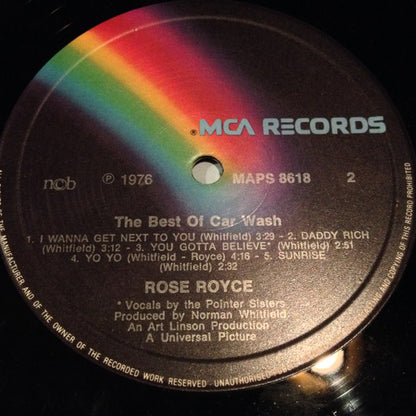 MCA RECORDS
ncb ℗ 1976 MAPS 8618 2
The Best Of Car Wash
1. I WANNA GET NEXT TO YOU (Whitfield) 3:29 - 2. DADDY RICH
(Whitfield) 3:12 - 3. YOU GOTTA BELIEVE* (Whitfield) 2:51
4. YO YO (Whitfield - Royce) 4:16 - 5. SUNRISE
(Whitfield) 2:32
ROSE ROYCE
* Vocals by the Pointer Sisters
Produced by Norman Whitfield
An Art Linson Production
A Universal Picture
THE MANUFACTURER AND OF THE OWNER OF THE RECORDED WORK RESERVED UNAUTHORISED
AND COPYING OF THIS RECORD PROHIBITED